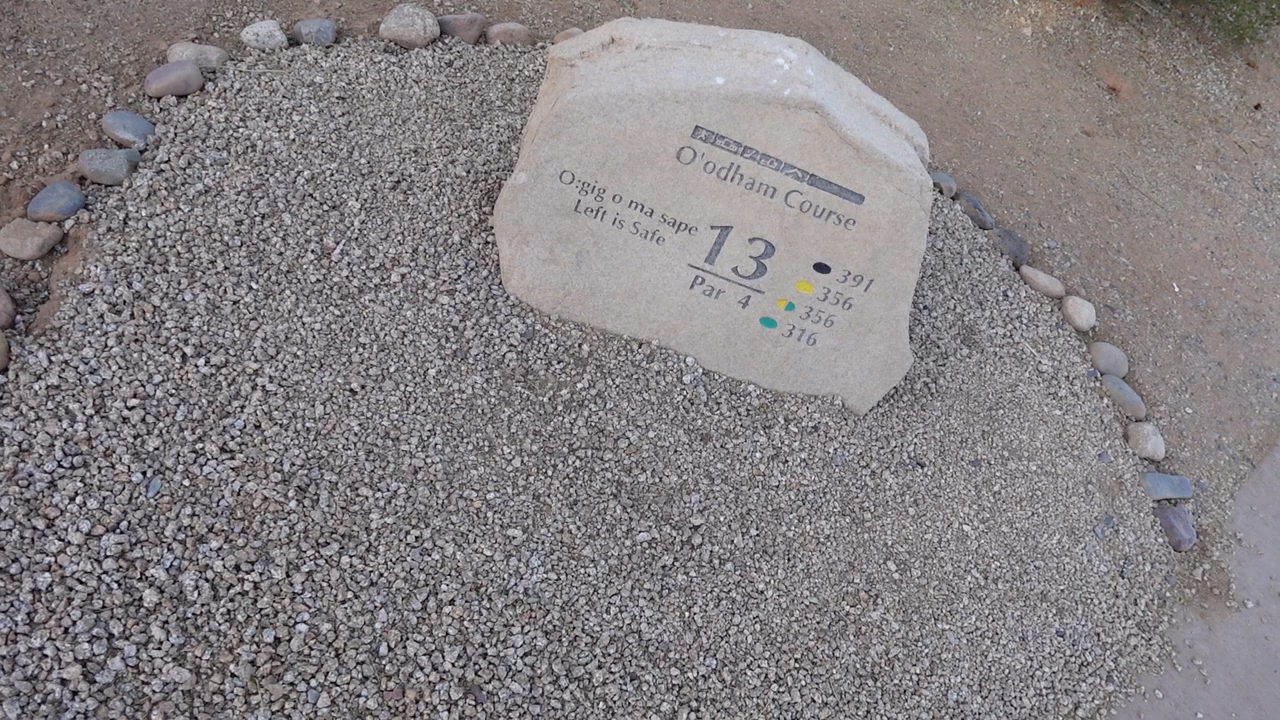 O'odham Course
O:gig o ma sape
Left is Safe
13
Par 4
391
356
356
316